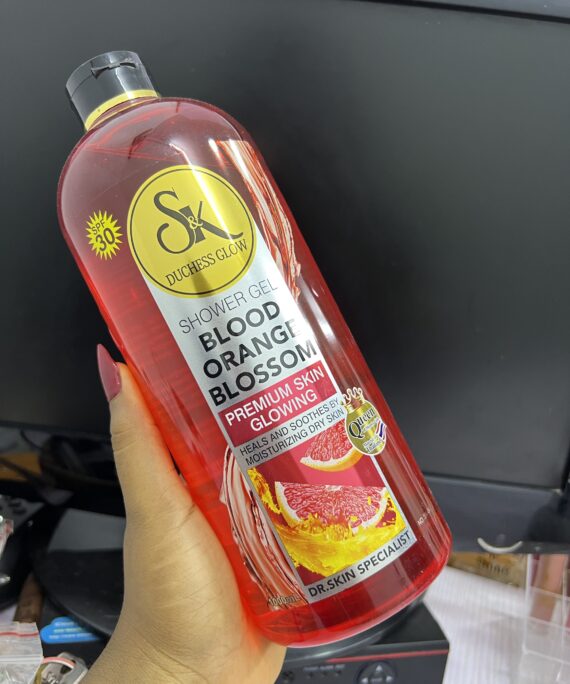 SPF
30
S&K
DUCHESS GLOW
SHOWER GEL
BLOOD
ORANGE
BLOSSOM
PREMIUM SKIN
GLOWING
HEALS AND SOOTHES BY
MOISTURIZING DRY SKIN
Queen
DR.SKIN SPECIALIST